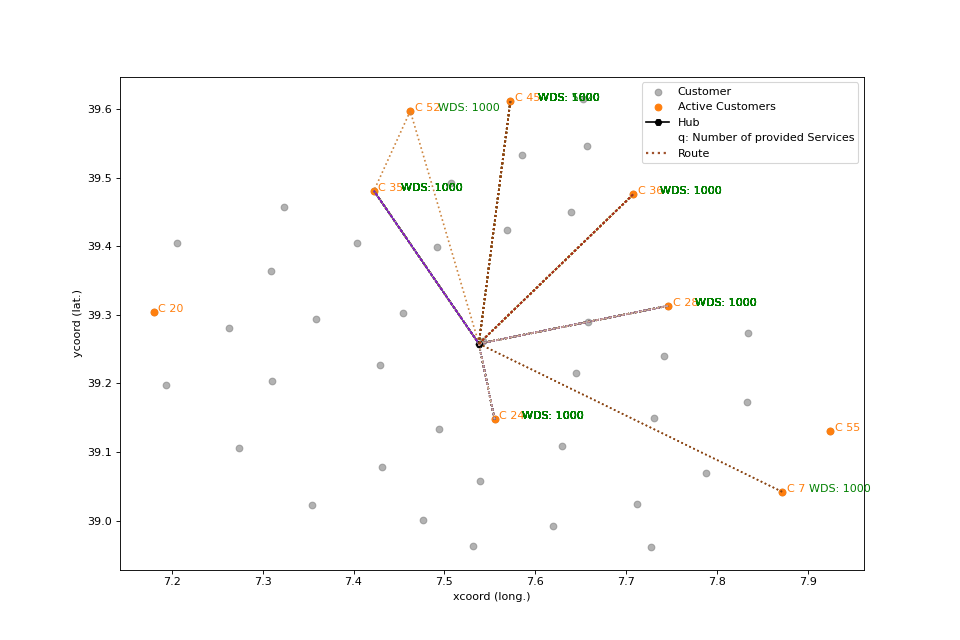 Customer
Active Customers
Hub
q: Number of provided Services
Route
ycoord (lat.)
39.6
39.5
39.4
39.3
39.2
39.1
39.0
C 52
WDS: 1000
C 45
WDS:
C 35
WDS: 1000
C 36
WDS: 1000
C 20
C 28
WDS: 1000
C 24
WDS: 1000
C 55
C 7
WDS: 1000
7.2
7.3
7.4
7.5
7.6
7.7
7.8
7.9
xcoord (long.)